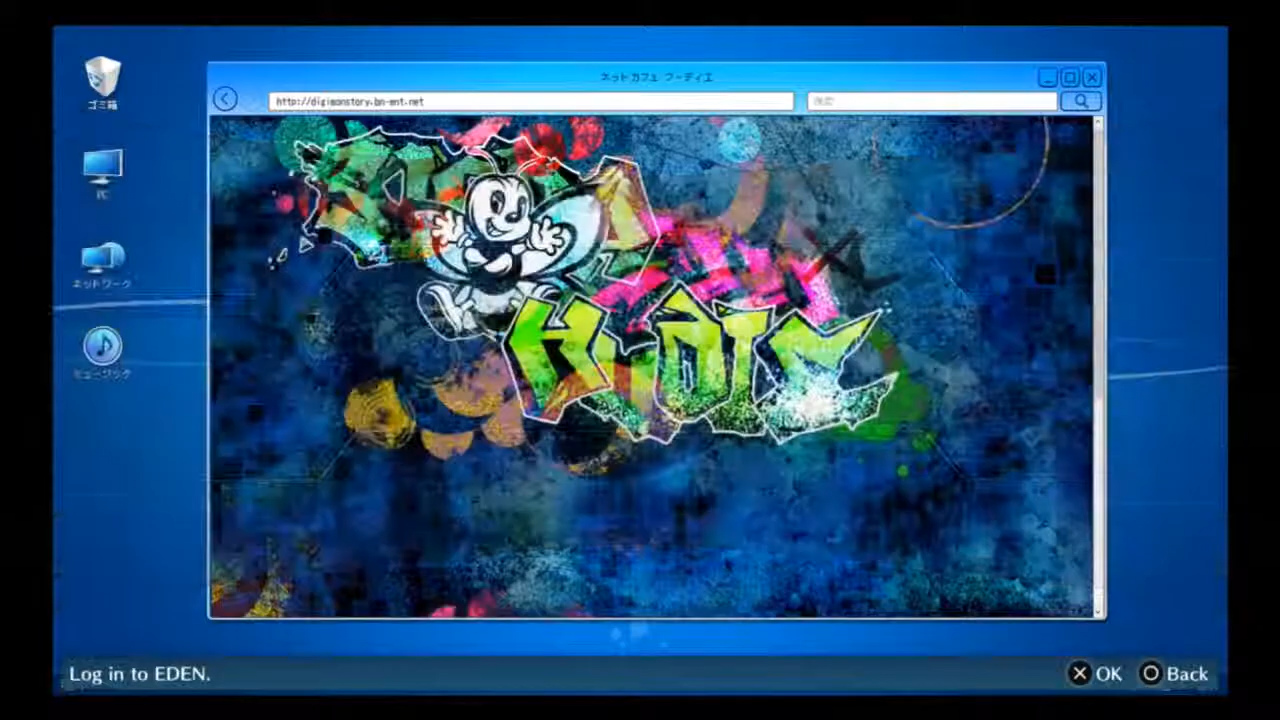 ネットカフェ フーディエ
http://digimonstory.bn-ent.net
検索
ゴミ箱
PC
ネットワーク
ミュージック
Log in to EDEN.
OK
Back